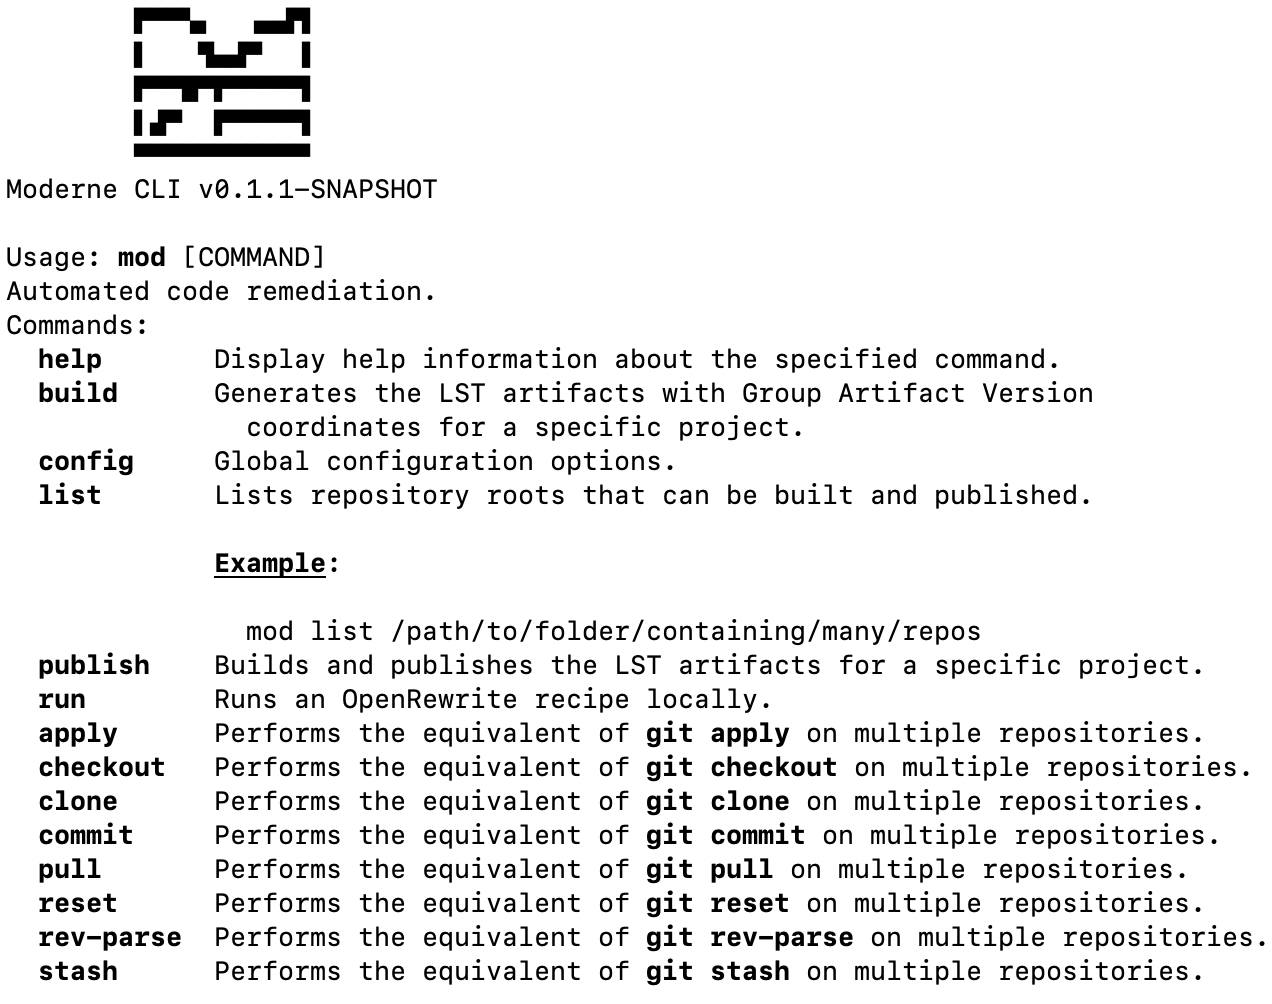 Moderne CLI v0.1.1-SNAPSHOT
Usage: mod [COMMAND]
Automated code remediation.
Commands:
help Display help information about the specified command.
build Generates the LST artifacts with Group Artifact Version
coordinates for a specific project.
config Global configuration options.
list Lists repository roots that can be built and published.
Example:
mod list /path/to/folder/containing/many/repos
publish Builds and publishes the LST artifacts for a specific project.
run Runs an OpenRewrite recipe locally.
apply Performs the equivalent of git apply on multiple repositories.
checkout Performs the equivalent of git checkout on multiple repositories.
clone Performs the equivalent of git clone on multiple repositories.
commit Performs the equivalent of git commit on multiple repositories.
pull Performs the equivalent of git pull on multiple repositories.
reset Performs the equivalent of git reset on multiple repositories.
rev-parse Performs the equivalent of git rev-parse on multiple repositories.
stash Performs the equivalent of git stash on multiple repositories.